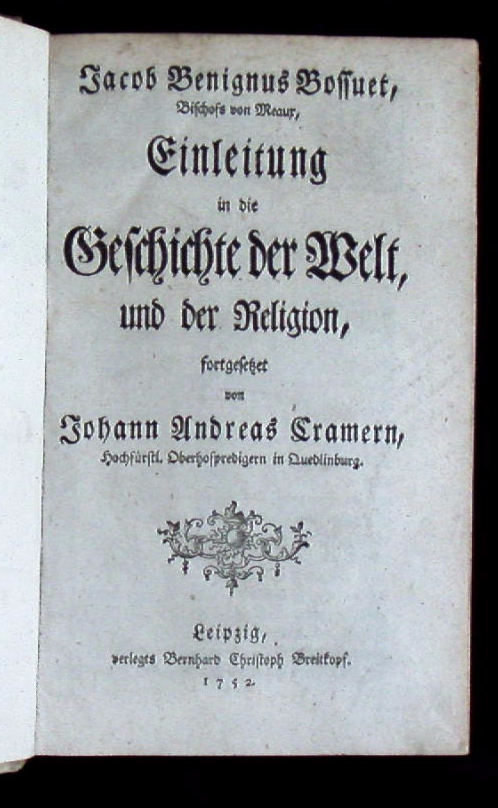 Jacob Benignus Bossuet,
Bischofs von Meaux,
Einleitung
in die
Geschichte der Welt,
und der Religion,
fortgesetzet
von
Johann Andreas Cramern,
Hochfürstl. Oberhofpredigern in Quedlinburg.
Leipzig,
verlegts Bernhard Christoph Breitkopf.
1752